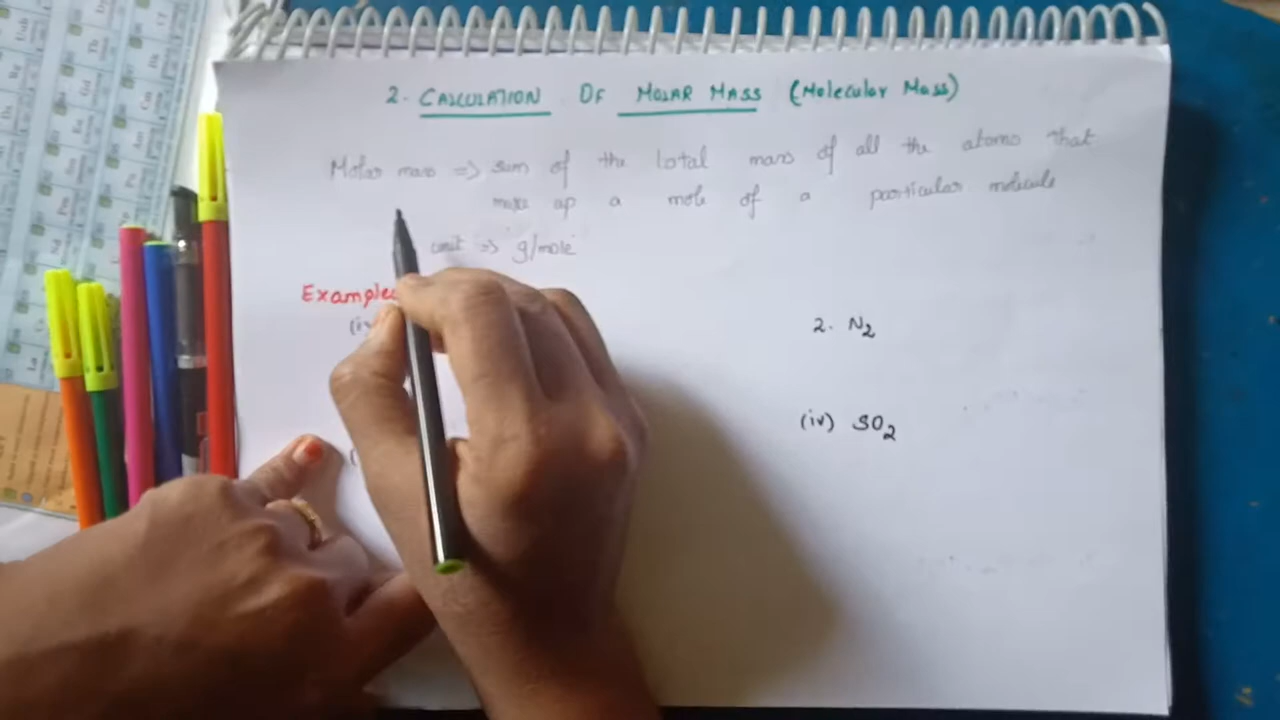 2. CALCULATION OF MOLAR MASS (Molecular Mass)
Molar mass => sum of the total mass of all the atoms that
make up a mole of a particular molecule
unit => g/mole
Examples
2. N₂
(iv) SO₂